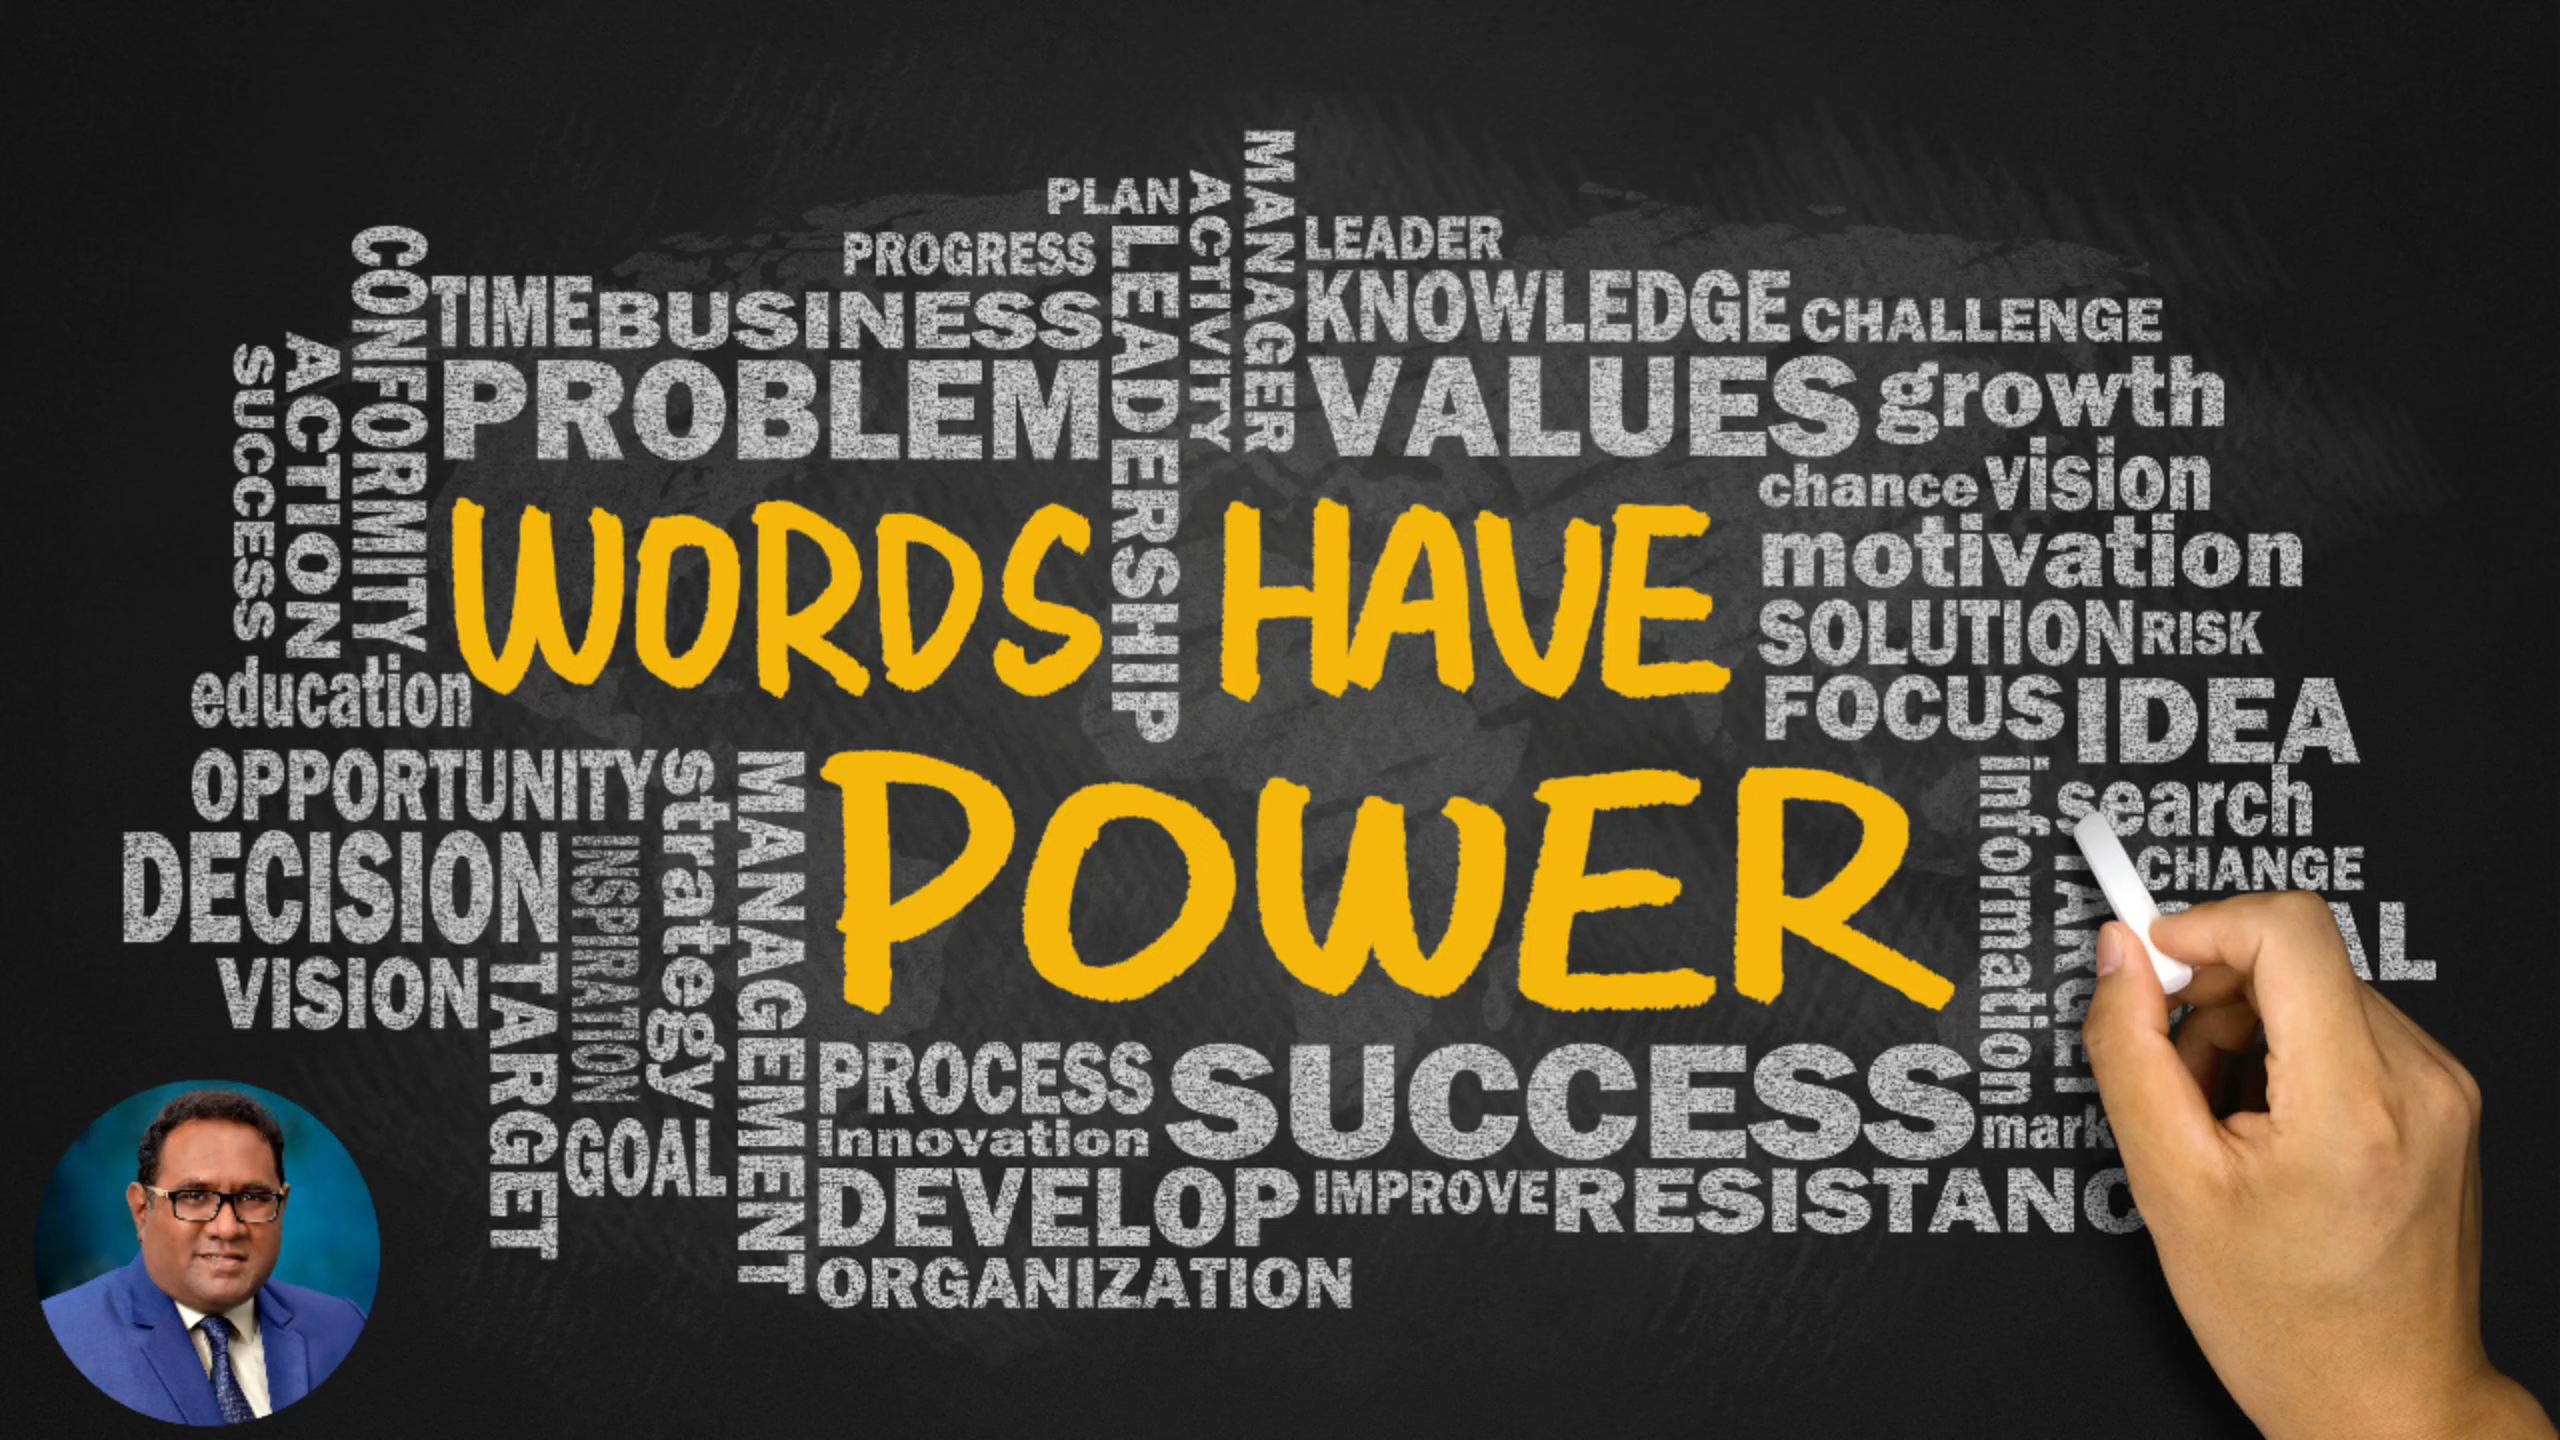 MANAGER
PLAN
ACTIVITY
LEADERSHIP
PROGRESS
LEADER
CONFORMITY
TIME BUSINESS
KNOWLEDGE CHALLENGE
SUCCESS
ACTION
PROBLEM
VALUES growth
chance vision
WORDS HAVE
motivation
SOLUTION RISK
education
FOCUS IDEA
OPPORTUNITY
strategy
MANAGEMENT
POWER
information
search
DECISION
INSPIRATION
CHANGE
VISION
TARGET
PROCESS SUCCESS
innovation
GOAL
DEVELOP IMPROVE
ORGANIZATION